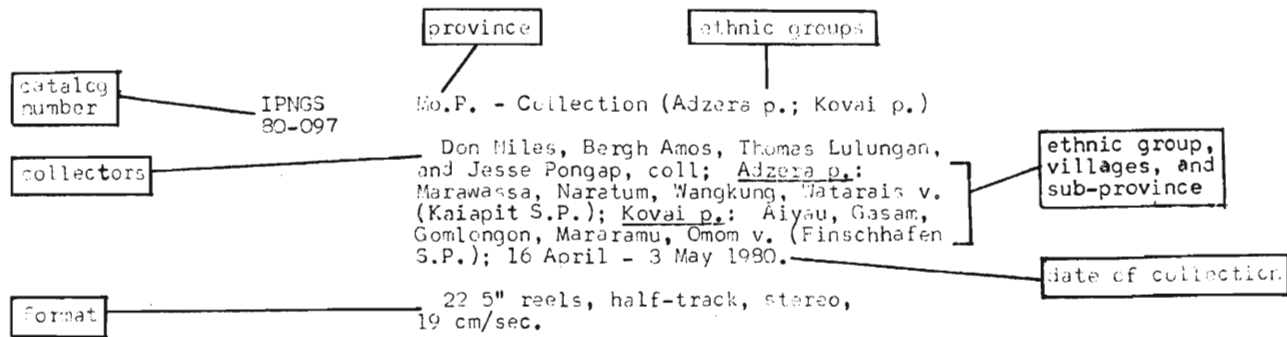 province
ethnic groups
catalog
number
IPNGS
80-097
Mo.P. - Collection (Adzera p.; Kovai p.)
collectors
Don Niles, Bergh Amos, Thomas Lulungan,
and Jesse Pongap, coll; Adzera p.:
Marawassa, Naratum, Wangkung, Watarais v.
(Kaiapit S.P.); Kovai p.: Aiyau, Gasam,
Gomlongon, Mararamu, Omom v. (Finschhafen
S.P.); 16 April - 3 May 1980.
ethnic group,
villages, and
sub-province
date of collection
format
22 5" reels, half-track, stereo,
19 cm/sec.